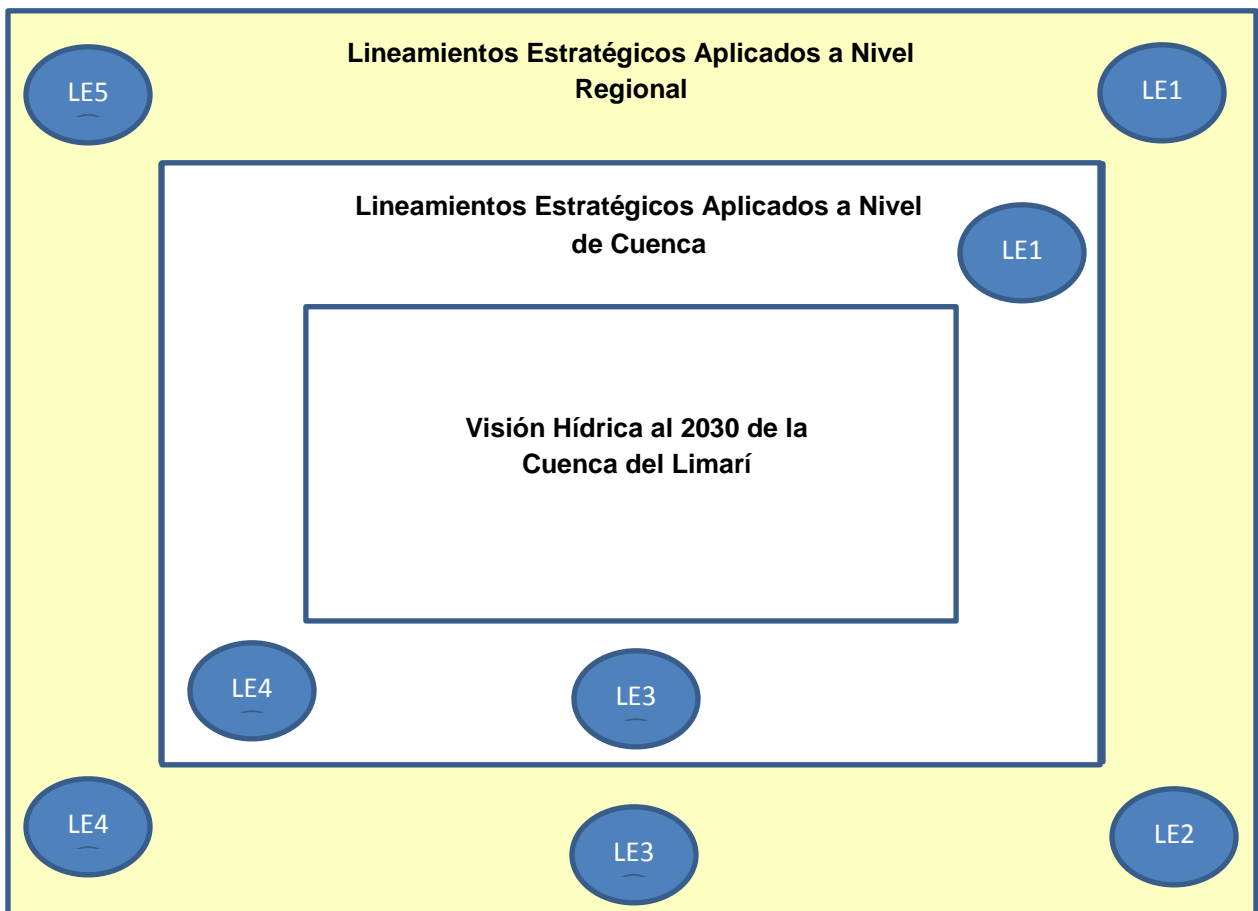 Lineamientos Estratégicos Aplicados a Nivel
Regional
LE5
LE1
Lineamientos Estratégicos Aplicados a Nivel
de Cuenca
LE1
Visión Hídrica al 2030 de la
Cuenca del Limarí
LE4
LE3
LE4
LE3
LE2